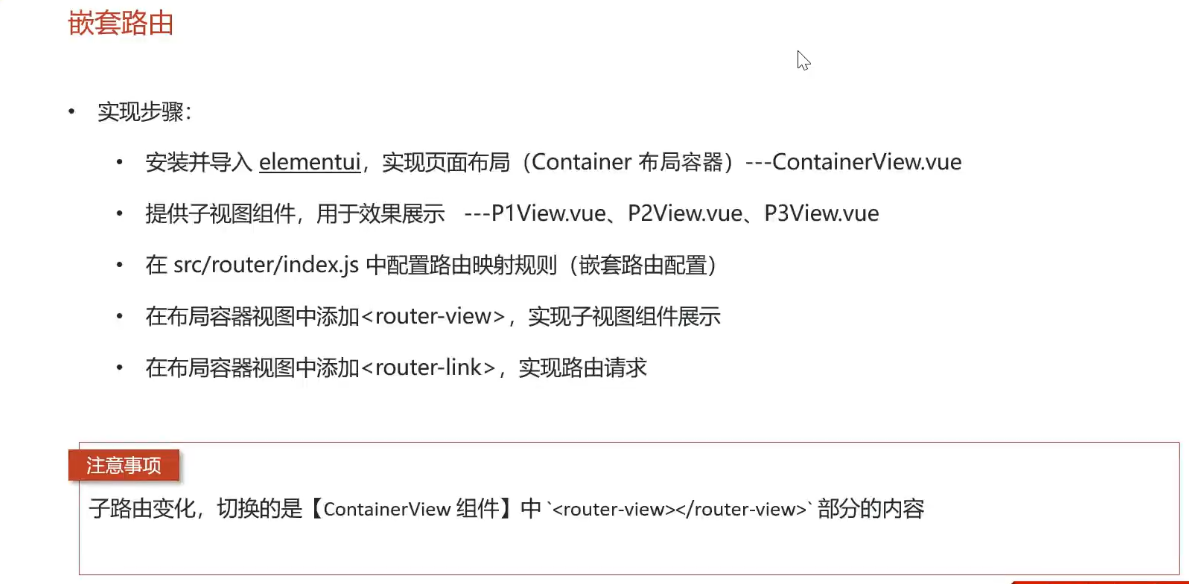 嵌套路由
• 实现步骤：
• 安装并导入 elementui，实现页面布局（Container 布局容器）---ContainerView.vue
• 提供子视图组件，用于效果展示 ---P1View.vue、P2View.vue、P3View.vue
• 在 src/router/index.js 中配置路由映射规则（嵌套路由配置）
• 在布局容器视图中添加<router-view>，实现子视图组件展示
• 在布局容器视图中添加<router-link>，实现路由请求
注意事项
子路由变化，切换的是【ContainerView 组件】中 `<router-view></router-view>` 部分的内容